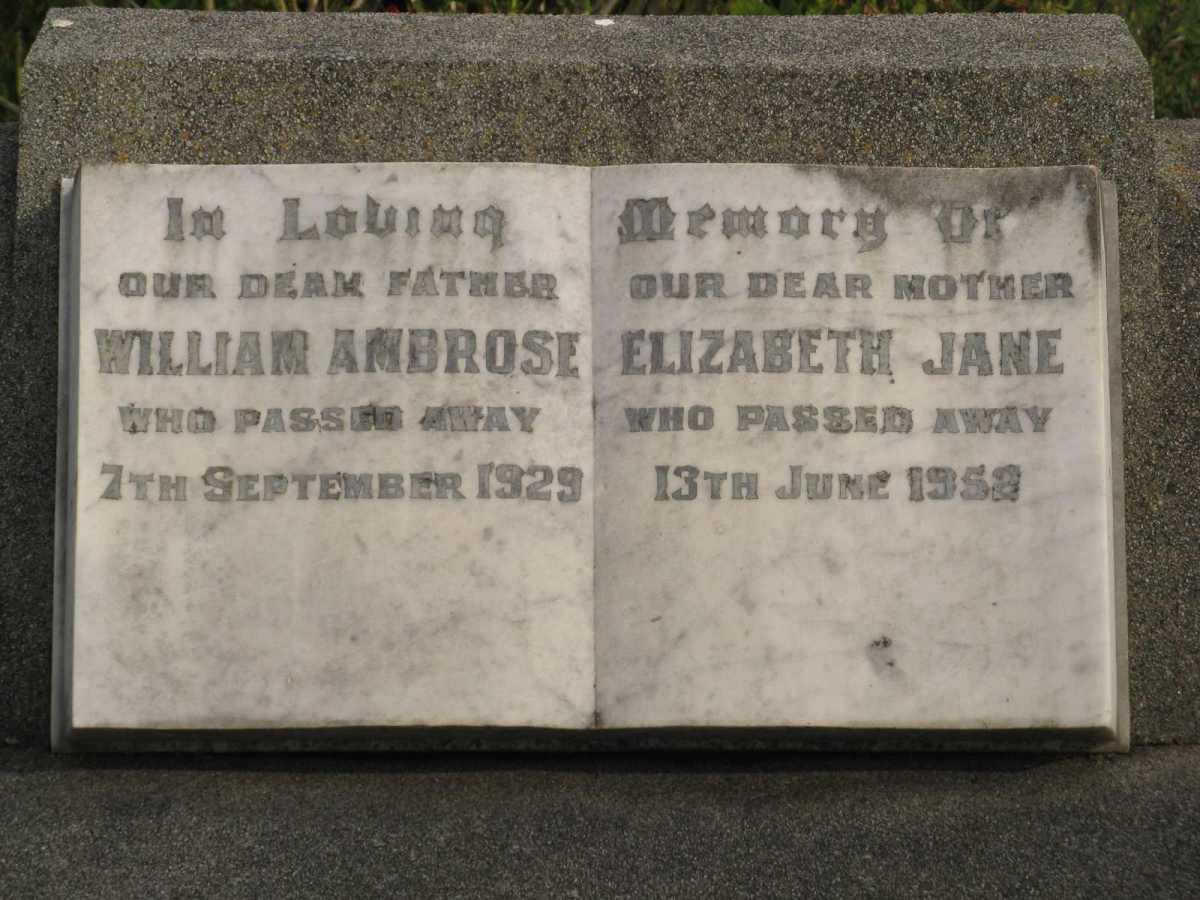 In Loving
OUR DEAR FATHER
WILLIAM AMBROSE
WHO PASSED AWAY
7TH SEPTEMBER 1929
Memory Of
OUR DEAR MOTHER
ELIZABETH JANE
WHO PASSED AWAY
13TH JUNE 1952